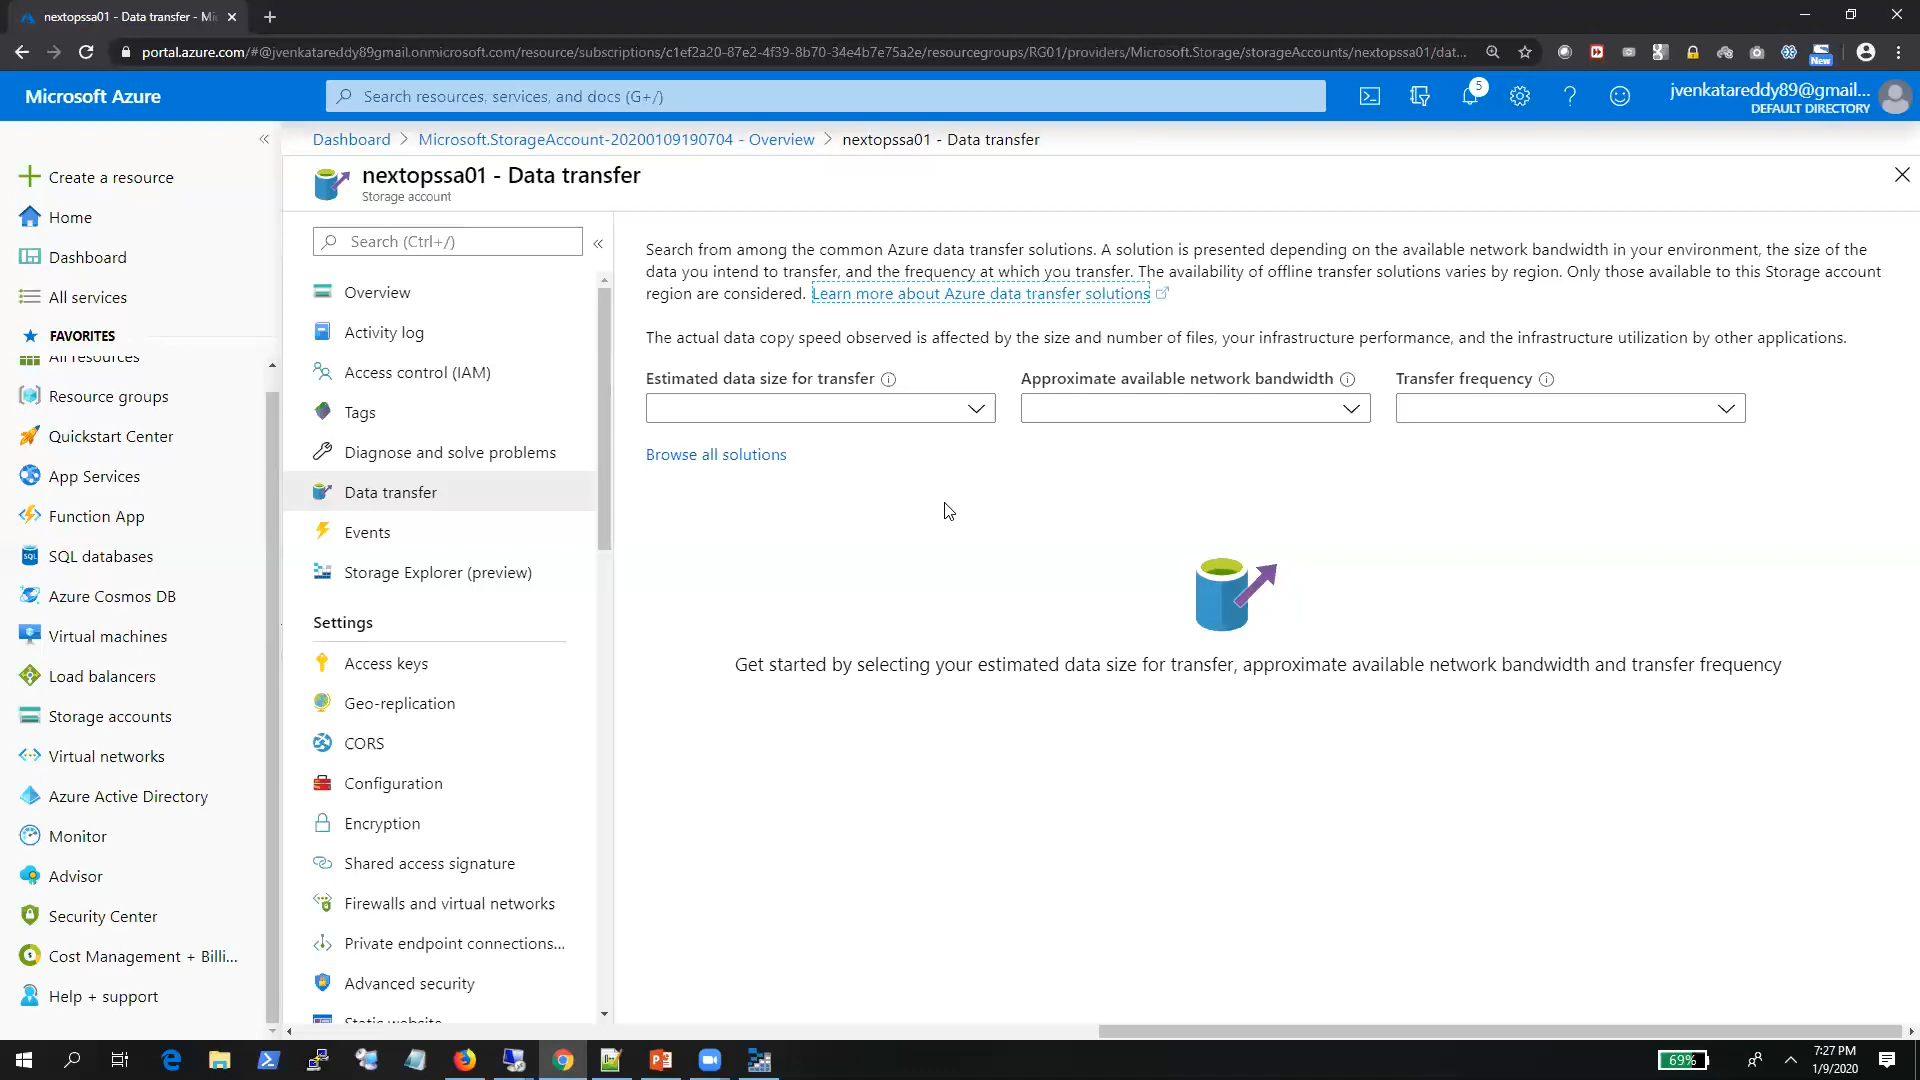 nextopssa01 - Data transfer - Mi
portal.azure.com/#@jvenkatareddy89gmail.onmicrosoft.com/resource/subscriptions/c1ef2a20-87e2-4f39-8b70-34e4b7e75a2e/resourcegroups/RG01/providers/Microsoft.Storage/storageAccounts/nextopssa01/dat...
New
Microsoft Azure
Search resources, services, and docs (G+/)
5
jvenkatareddy89@gmail....
DEFAULT DIRECTORY
Dashboard > Microsoft.StorageAccount-20200109190704 - Overview > nextopssa01 - Data transfer
nextopssa01 - Data transfer
Storage account
Create a resource
Home
Dashboard
All services
FAVORITES
All resources
Resource groups
Quickstart Center
App Services
Function App
SQL databases
Azure Cosmos DB
Virtual machines
Load balancers
Storage accounts
Virtual networks
Azure Active Directory
Monitor
Advisor
Security Center
Cost Management + Billi...
Help + support
Search (Ctrl+/)
Overview
Activity log
Access control (IAM)
Tags
Diagnose and solve problems
Data transfer
Events
Storage Explorer (preview)
Settings
Access keys
Geo-replication
CORS
Configuration
Encryption
Shared access signature
Firewalls and virtual networks
Private endpoint connections...
Advanced security
Static website
Search from among the common Azure data transfer solutions. A solution is presented depending on the available network bandwidth in your environment, the size of the
data you intend to transfer, and the frequency at which you transfer. The availability of offline transfer solutions varies by region. Only those available to this Storage account
region are considered. Learn more about Azure data transfer solutions
The actual data copy speed observed is affected by the size and number of files, your infrastructure performance, and the infrastructure utilization by other applications.
Estimated data size for transfer
Approximate available network bandwidth
Transfer frequency
Browse all solutions
Get started by selecting your estimated data size for transfer, approximate available network bandwidth and transfer frequency
69%
7:27 PM
1/9/2020